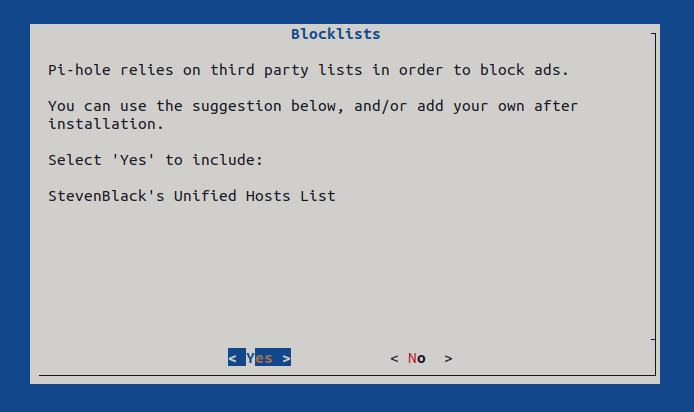 Blocklists
Pi-hole relies on third party lists in order to block ads.
You can use the suggestion below, and/or add your own after
installation.
Select 'Yes' to include:
StevenBlack's Unified Hosts List
< Yes > < No >